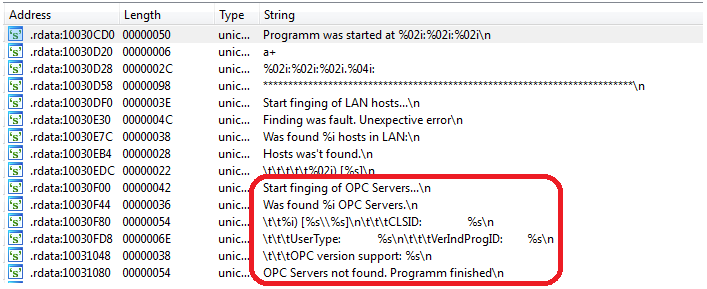 Address Length Type String
.rdata:10030CD0 00000050 unic... Programm was started at %02i:%02i:%02i\n
.rdata:10030D20 00000006 unic... a+
.rdata:10030D28 0000002C unic... %02i:%02i:%02i.%04i:
.rdata:10030D58 00000098 unic... **************************************************************************\n
.rdata:10030DF0 0000003E unic... Start finging of LAN hosts...\n
.rdata:10030E30 0000004C unic... Finding was fault. Unexpective error\n
.rdata:10030E7C 00000038 unic... Was found %i hosts in LAN:\n
.rdata:10030EB4 00000028 unic... Hosts was't found.\n
.rdata:10030EDC 00000022 unic... \t\t\t\t\t%02i) [%s]\n
.rdata:10030F00 00000042 unic... Start finging of OPC Servers...\n
.rdata:10030F44 00000036 unic... Was found %i OPC Servers.\n
.rdata:10030F80 00000054 unic... \t\t%i) [%s\\%s]\n\t\t\tCLSID: %s\n
.rdata:10030FD8 0000006E unic... \t\t\tUserType: %s\n\t\t\tVerIndProgID: %s\n
.rdata:10031048 00000038 unic... \t\t\tOPC version support: %s\n
.rdata:10031080 00000054 unic... OPC Servers not found. Programm finished\n